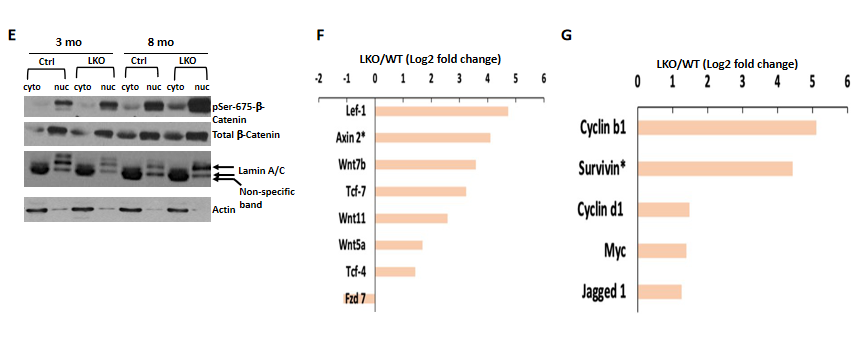 E
3 mo 8 mo
Ctrl LKO Ctrl LKO
cyto nuc cyto nuc cyto nuc cyto nuc
pSer-675-β-
Catenin
Total β-Catenin
Lamin A/C
Non-specific
band
Actin
F
LKO/WT (Log2 fold change)
-2 -1 0 1 2 3 4 5 6
Lef-1
Axin 2*
Wnt7b
Tcf-7
Wnt11
Wnt5a
Tcf-4
Fzd 7
G
LKO/WT (Log2 fold change)
0 1 2 3 4 5 6
Cyclin b1
Survivin*
Cyclin d1
Myc
Jagged 1